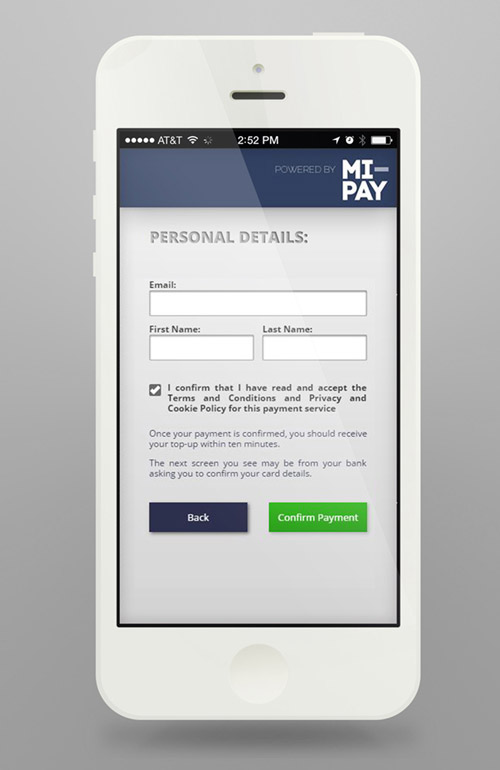 AT&T 2:52 PM
POWERED BY MI-PAY
PERSONAL DETAILS:
Email:
First Name: Last Name:
I confirm that I have read and accept the
Terms and Conditions and Privacy and
Cookie Policy for this payment service
Once your payment is confirmed, you should receive
your top-up within ten minutes.
The next screen you see may be from your bank
asking you to confirm your card details.
Back Confirm Payment